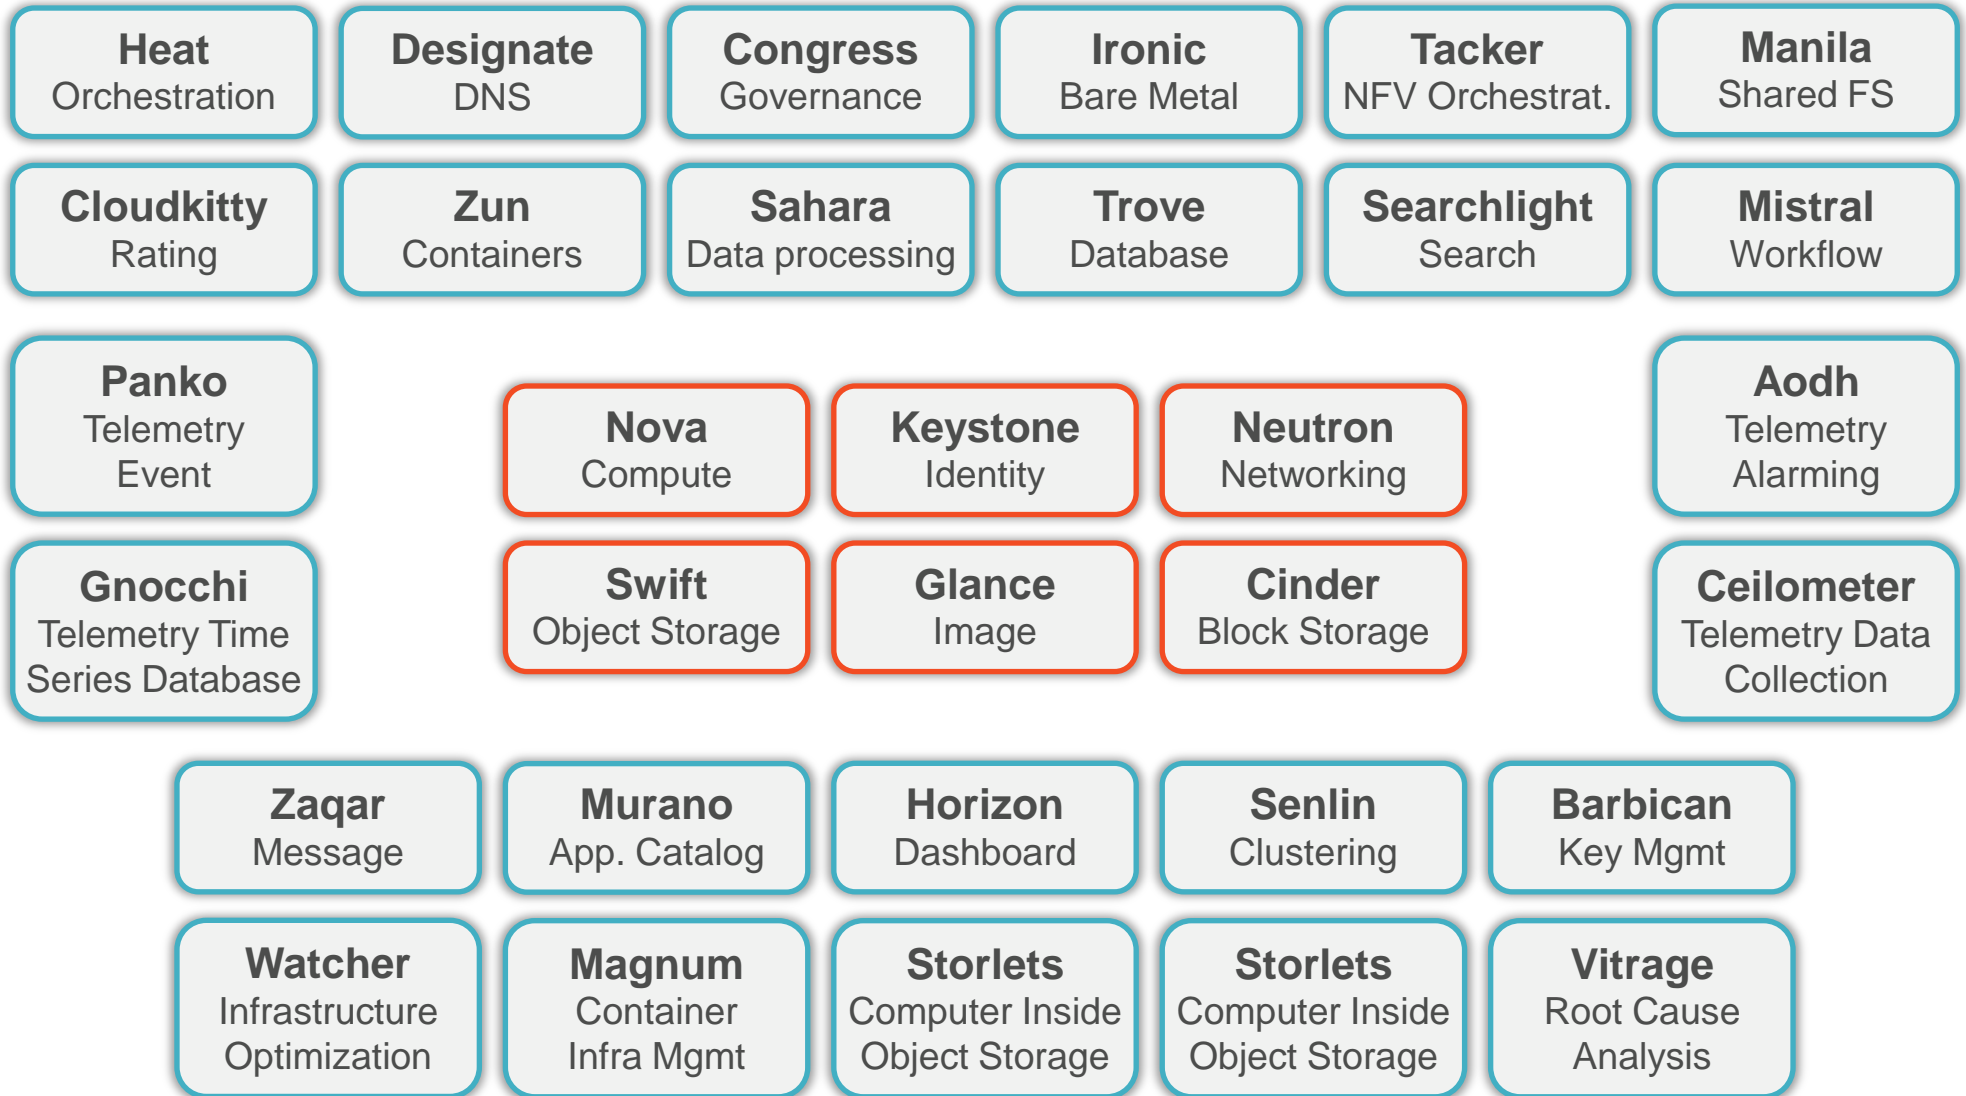 Heat
Orchestration
Designate
DNS
Congress
Governance
Ironic
Bare Metal
Tacker
NFV Orchestrat.
Manila
Shared FS
Cloudkitty
Rating
Zun
Containers
Sahara
Data processing
Trove
Database
Searchlight
Search
Mistral
Workflow
Panko
Telemetry
Event
Nova
Compute
Keystone
Identity
Neutron
Networking
Aodh
Telemetry
Alarming
Gnocchi
Telemetry Time
Series Database
Swift
Object Storage
Glance
Image
Cinder
Block Storage
Ceilometer
Telemetry Data
Collection
Zaqar
Message
Murano
App. Catalog
Horizon
Dashboard
Senlin
Clustering
Barbican
Key Mgmt
Watcher
Infrastructure
Optimization
Magnum
Container
Infra Mgmt
Storlets
Computer Inside
Object Storage
Storlets
Computer Inside
Object Storage
Vitrage
Root Cause
Analysis